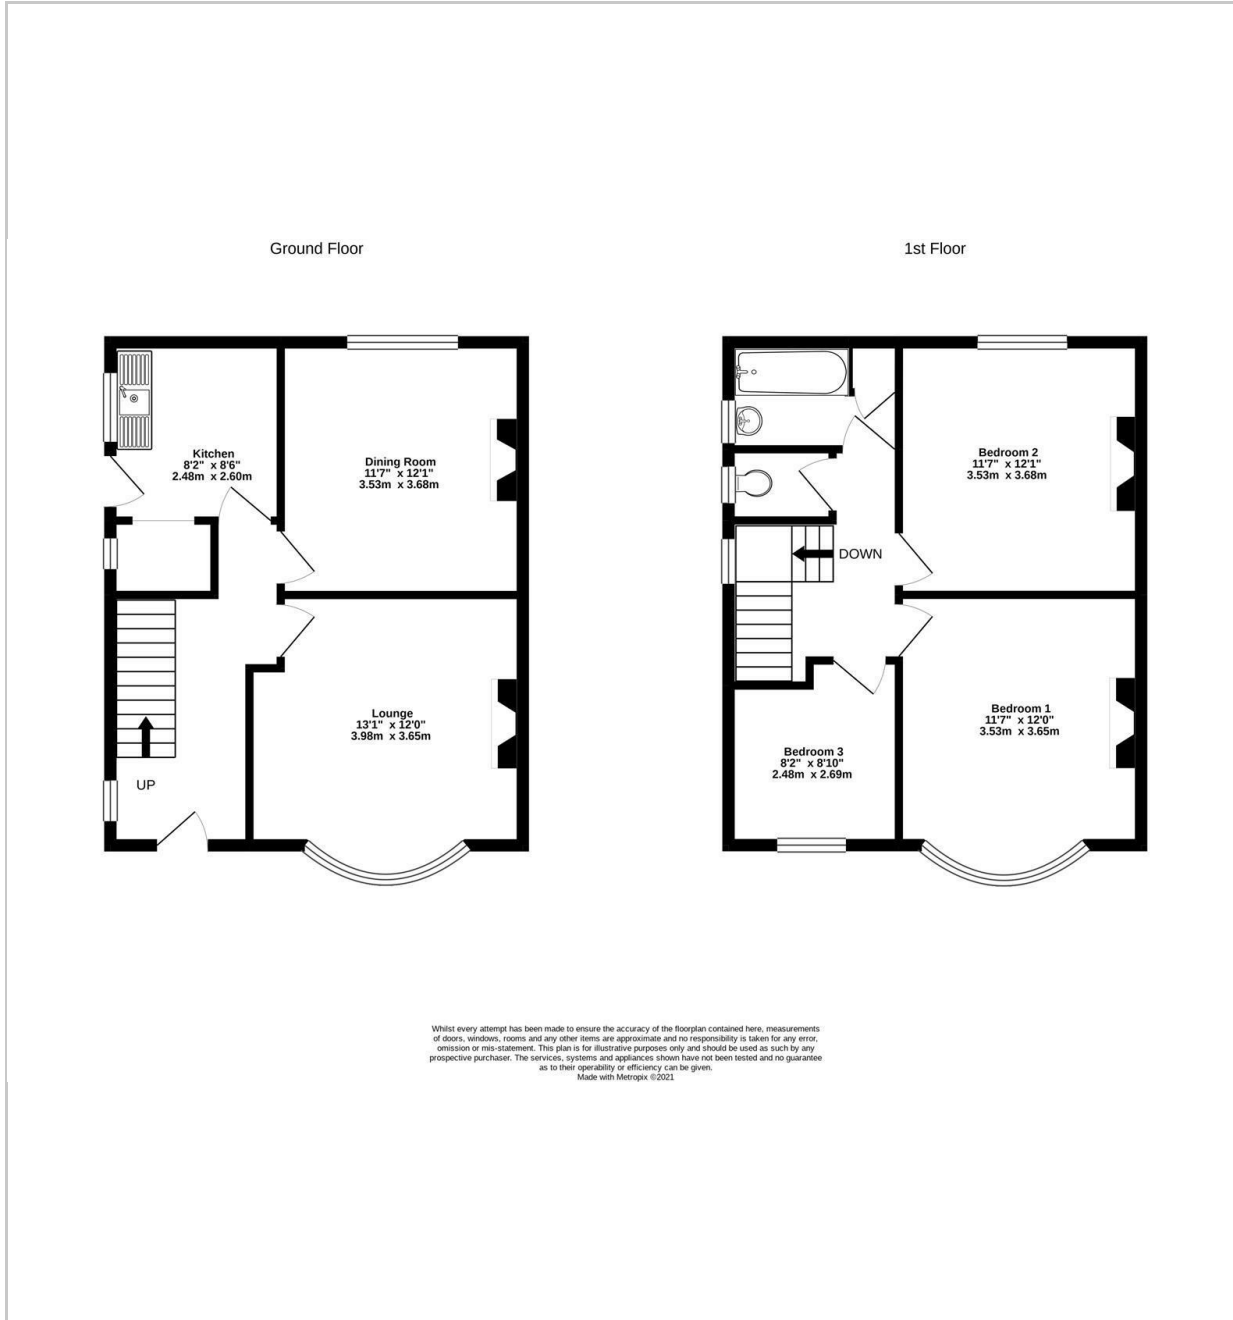 Ground Floor
1st Floor
Kitchen
8'2" x 8'6"
2.48m x 2.60m
Dining Room
11'7" x 12'1"
3.53m x 3.68m
Lounge
13'1" x 12'0"
3.98m x 3.65m
UP
Bedroom 2
11'7" x 12'1"
3.53m x 3.68m
DOWN
Bedroom 1
11'7" x 12'0"
3.53m x 3.65m
Bedroom 3
8'2" x 8'10"
2.48m x 2.69m
Whilst every attempt has been made to ensure the accuracy of the floorplan contained here, measurements
of doors, windows, rooms and any other items are approximate and no responsibility is taken for any error,
omission or mis-statement. This plan is for illustrative purposes only and should be used as such by any
prospective purchaser. The services, systems and appliances shown have not been tested and no guarantee
as to their operability or efficiency can be given.
Made with Metropix ©2021